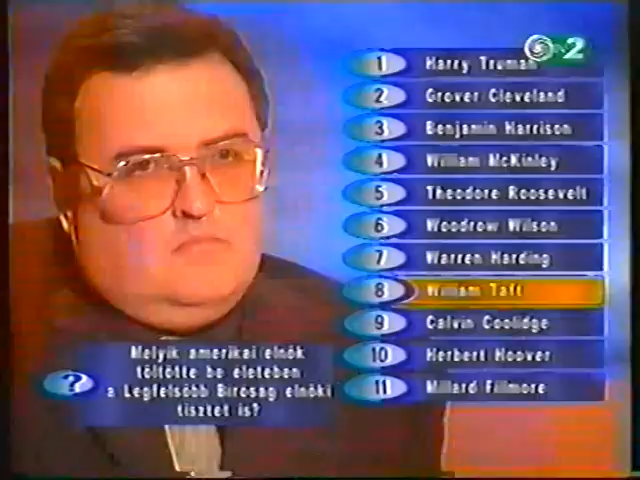 TV2
1 Harry Truman
2 Grover Cleveland
3 Benjamin Harrison
4 William McKinley
5 Theodore Roosevelt
6 Woodrow Wilson
7 Warren Harding
8 William Taft
9 Calvin Coolidge
10 Herbert Hoover
11 Millard Fillmore
? Melyik amerikai elnök
töltötte be életében
a Legfelsőbb Bíróság elnöki
tisztét is?